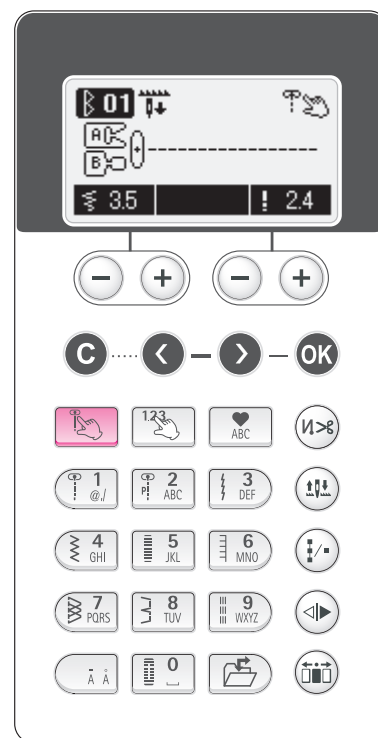 01
A
B
3.5 ! 2.4
− + − +
C OK
123 ABC
1 @./ P 2 ABC 3 DEF
4 GHI 5 JKL 6 MNO
7 PQRS 8 TUV 9 WXYZ
Ä Å 0